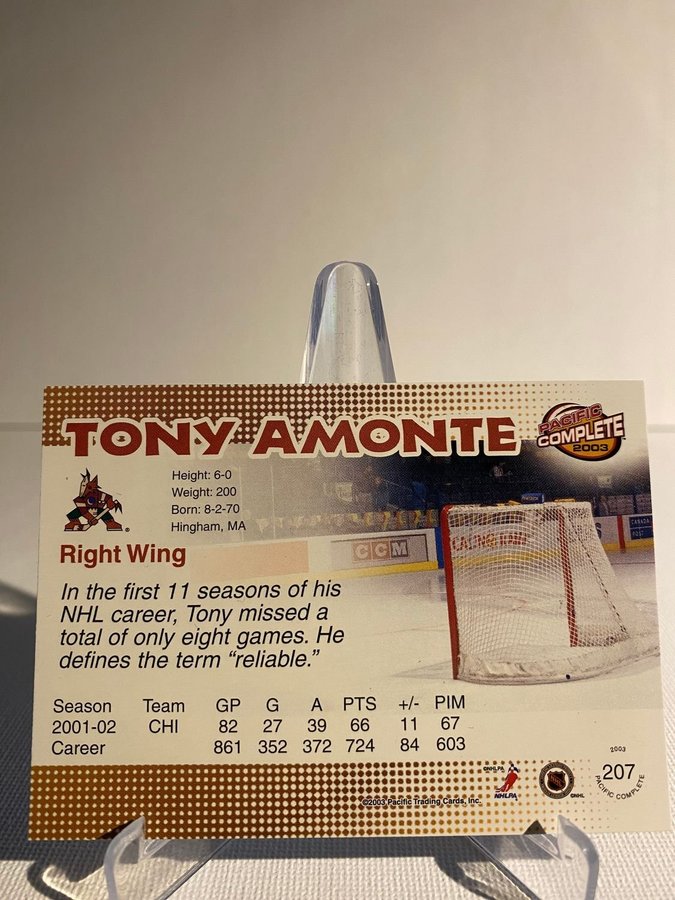 TONY AMONTE
PACIFIC
COMPLETE
2003
Height: 6-0
Weight: 200
Born: 8-2-70
Hingham, MA
Right Wing
CCM
In the first 11 seasons of his
NHL career, Tony missed a
total of only eight games. He
defines the term “reliable.”
Season Team GP G A PTS +/- PIM
2001-02 CHI 82 27 39 66 11 67
Career 861 352 372 724 84 603
©2003 Pacific Trading Cards, Inc.
©NHLPA
NHLPA
©NHL
2003
207
PACIFIC COMPLETE